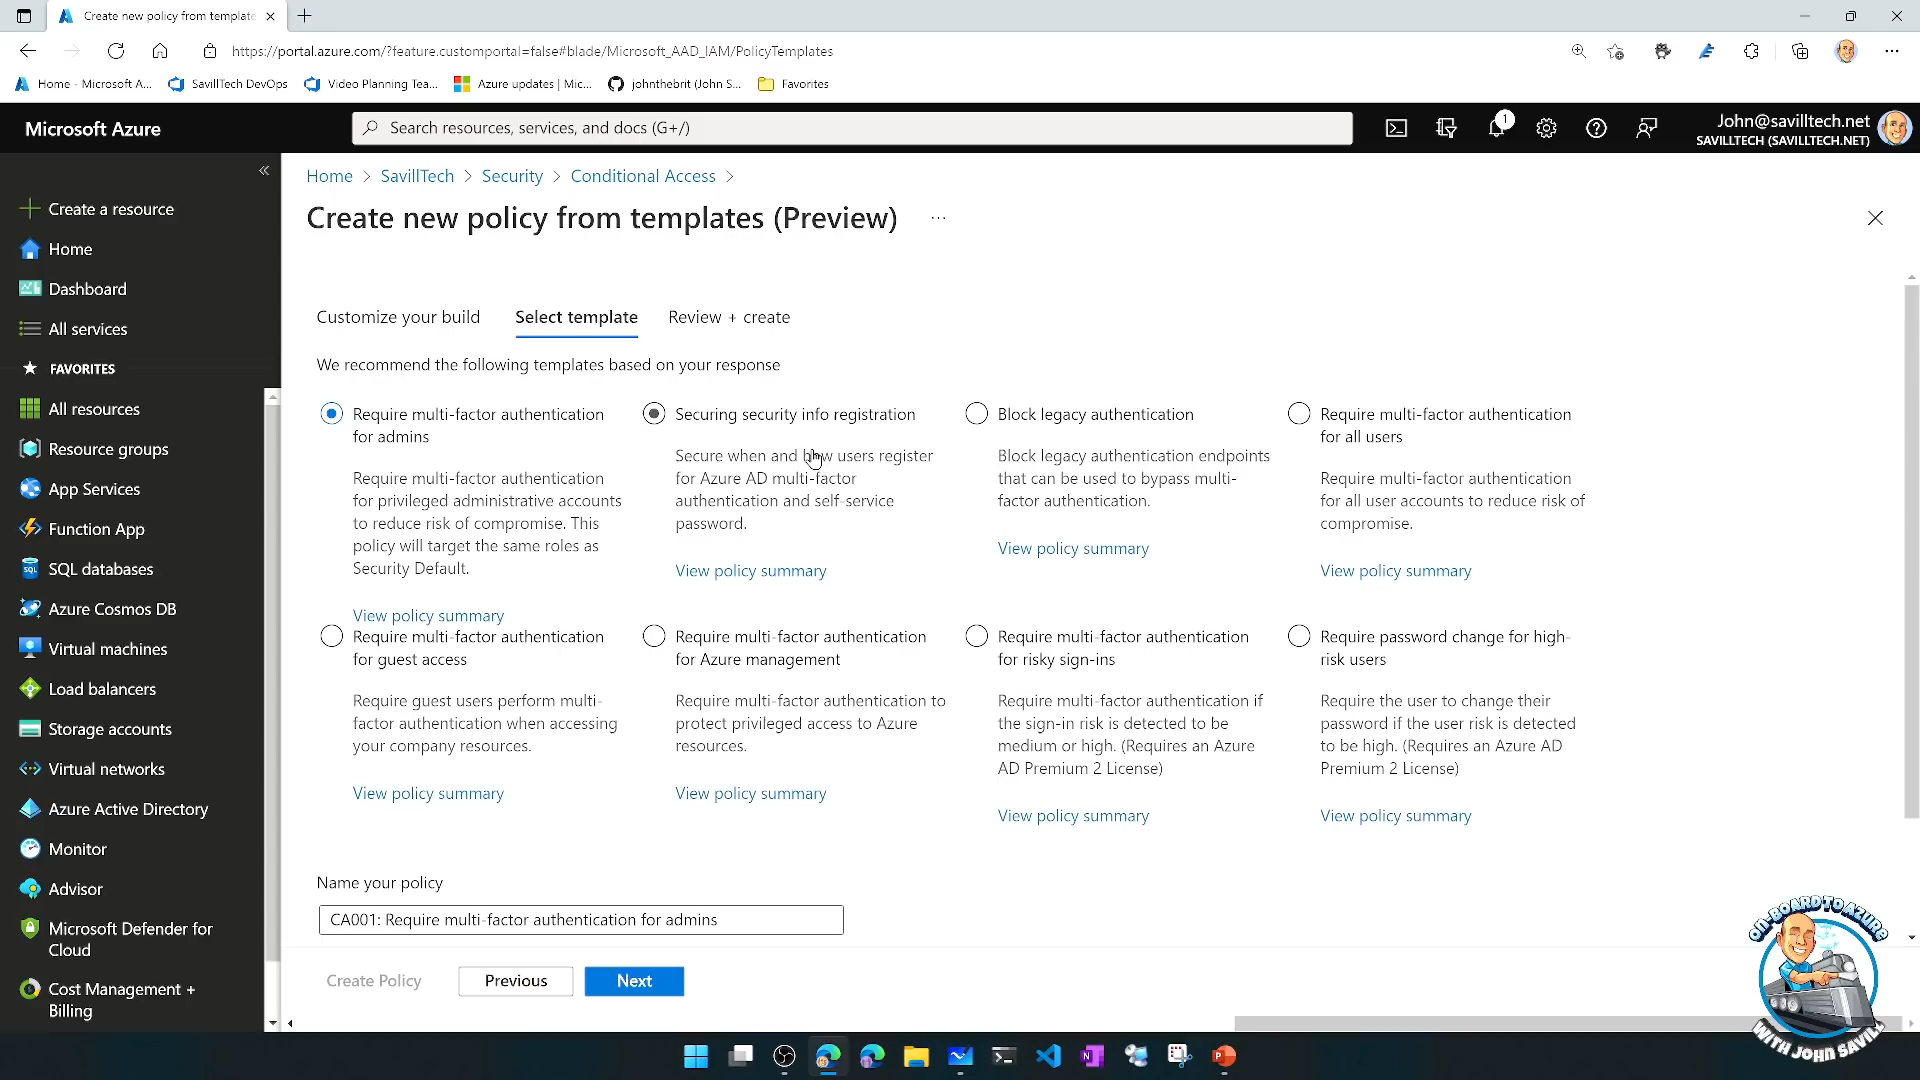 Create new policy from template
https://portal.azure.com/?feature.customportal=false#blade/Microsoft_AAD_IAM/PolicyTemplates
Home - Microsoft A...
SavillTech DevOps
Video Planning Tea...
Azure updates | Mic...
johnthebrit (John S...
Favorites
Microsoft Azure
Search resources, services, and docs (G+/)
1
John@savilltech.net
SAVILLTECH (SAVILLTECH.NET)
Create a resource
Home
Dashboard
All services
FAVORITES
All resources
Resource groups
App Services
Function App
SQL databases
Azure Cosmos DB
Virtual machines
Load balancers
Storage accounts
Virtual networks
Azure Active Directory
Monitor
Advisor
Microsoft Defender for
Cloud
Cost Management +
Billing
Home > SavillTech > Security > Conditional Access >
Create new policy from templates (Preview) ...
Customize your build
Select template
Review + create
We recommend the following templates based on your response
Require multi-factor authentication
for admins
Require multi-factor authentication
for privileged administrative accounts
to reduce risk of compromise. This
policy will target the same roles as
Security Default.
View policy summary
Securing security info registration
Secure when and how users register
for Azure AD multi-factor
authentication and self-service
password.
View policy summary
Block legacy authentication
Block legacy authentication endpoints
that can be used to bypass multi-
factor authentication.
View policy summary
Require multi-factor authentication
for all users
Require multi-factor authentication
for all user accounts to reduce risk of
compromise.
View policy summary
Require multi-factor authentication
for guest access
Require guest users perform multi-
factor authentication when accessing
your company resources.
View policy summary
Require multi-factor authentication
for Azure management
Require multi-factor authentication to
protect privileged access to Azure
resources.
View policy summary
Require multi-factor authentication
for risky sign-ins
Require multi-factor authentication if
the sign-in risk is detected to be
medium or high. (Requires an Azure
AD Premium 2 License)
View policy summary
Require password change for high-
risk users
Require the user to change their
password if the user risk is detected
to be high. (Requires an Azure AD
Premium 2 License)
View policy summary
Name your policy
CA001: Require multi-factor authentication for admins
Create Policy
Previous
Next
ON-BOARD TO AZURE
WITH JOHN SAVILL